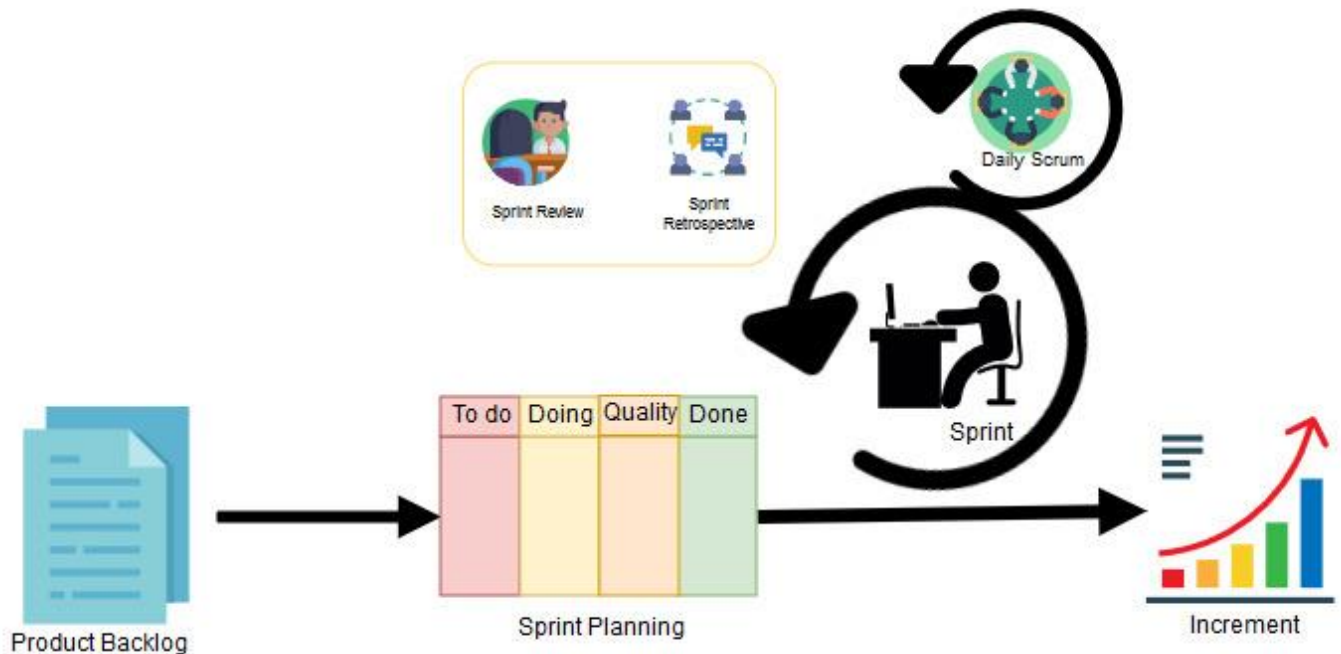 Daily Scrum
Sprint Review
Sprint
Retrospective
To do
Doing
Quality
Done
Sprint
Product Backlog
Sprint Planning
Increment